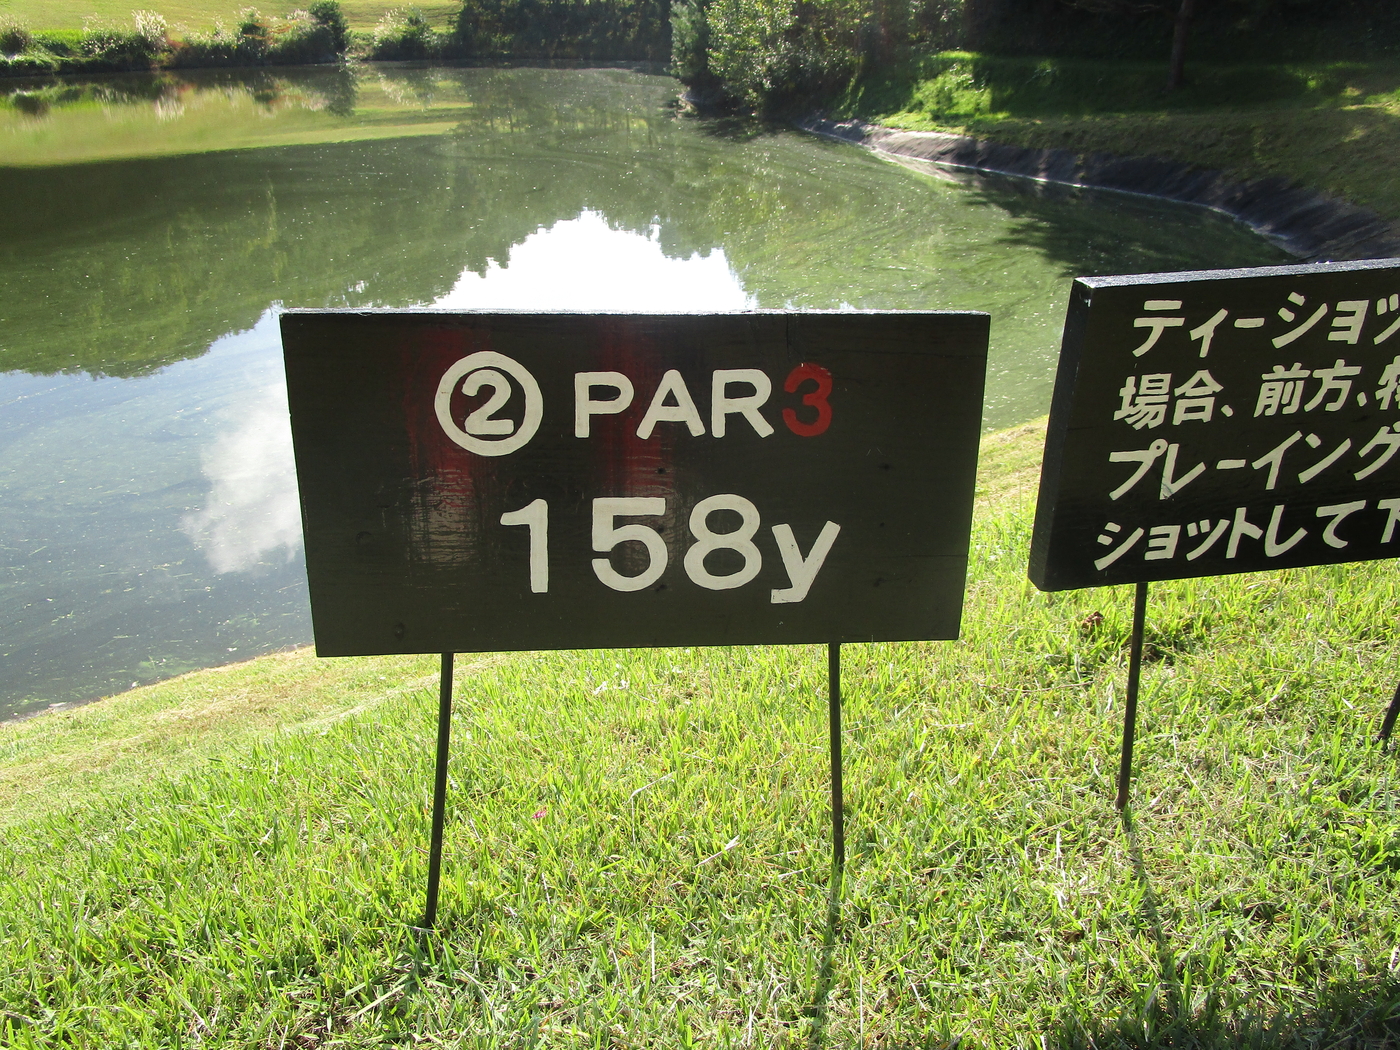 ② PAR3
158y
ティーショッ
場合、前方、特
プレーイング
ショットして